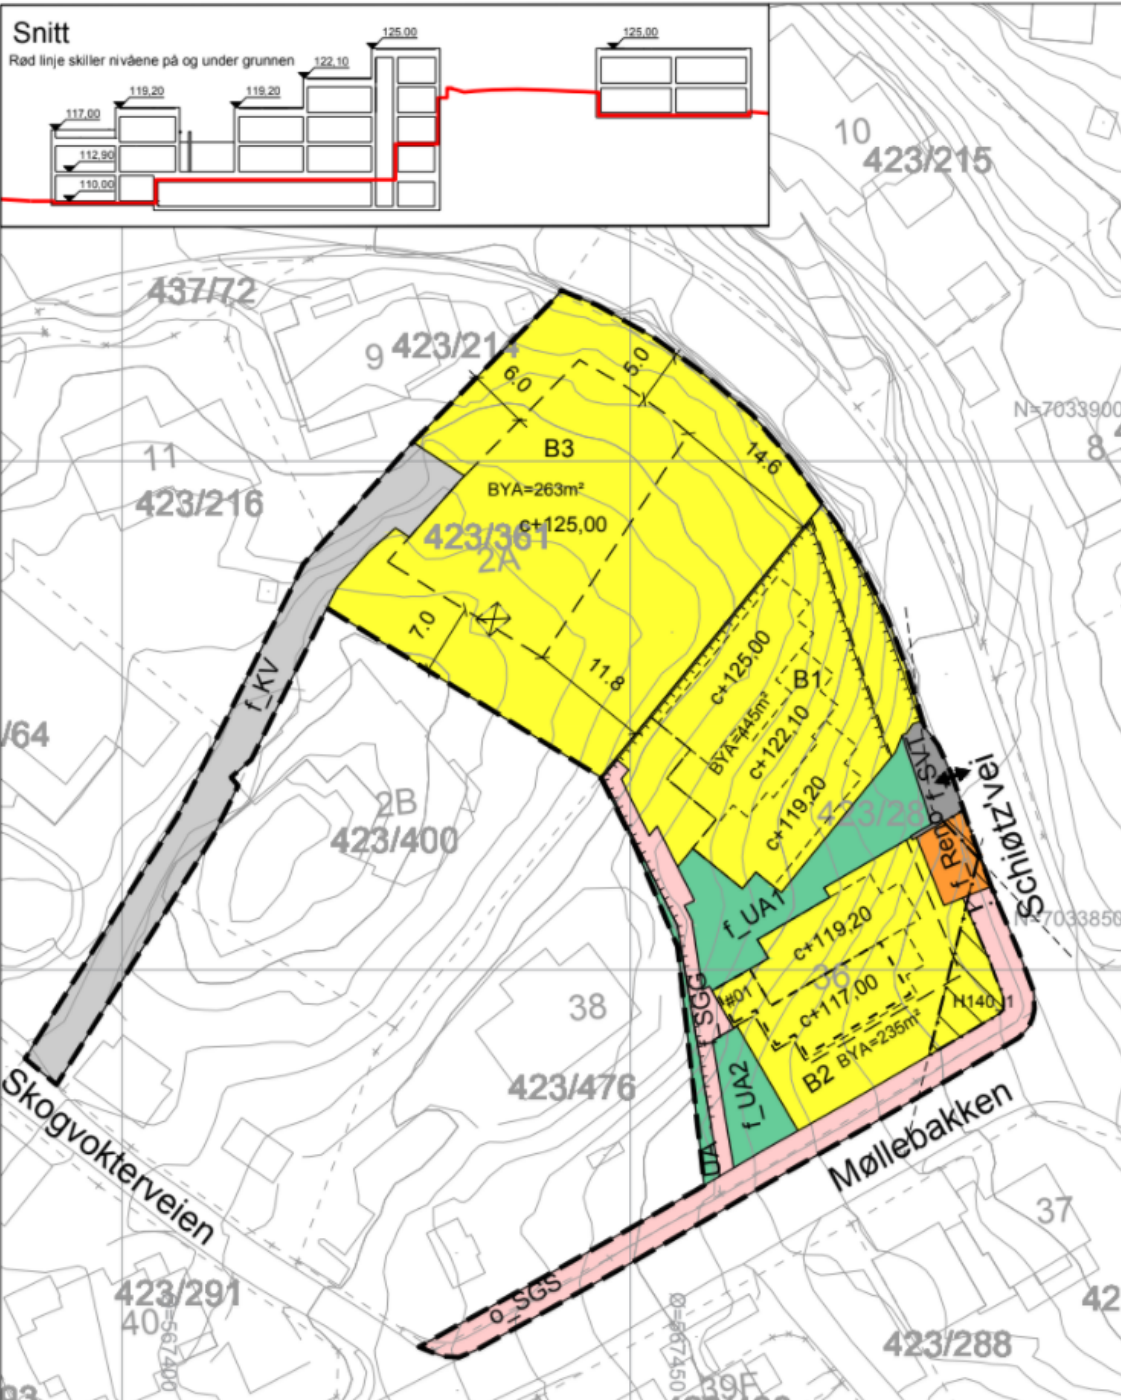 Snitt
Rød linje skiller nivåene på og under grunnen
125.00
125.00
122,10
119,20
119,20
117,00
112,90
110,00
10
423/215
437/72
9
423/214
6.0
5.0
N=7033900
8
14.6
B3
11
423/216
BYA=263m²
c+125,00
423/361
2A
7.0
11.8
c+125,00
B1
BYA=445m²
c+122,10
f_KV
/64
c+119,20
423/28
Schiøtz'vei
2B
423/400
f_UA1
c+119,20
N=7033850
36
#01
c+117,00
f_SGG
38
BYA=235m²
B2
423/476
f_UA2
UA
Møllebakken
Skogvokterveien
37
423/291
40
o_SGS
42
423/288
39F